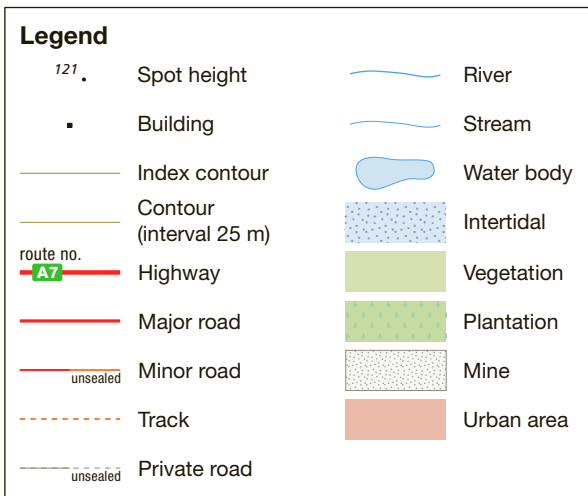 Legend
121
Spot height
Building
Index contour
Contour
(interval 25 m)
route no.
A7
Highway
Major road
unsealed
Minor road
Track
unsealed
Private road
River
Stream
Water body
Intertidal
Vegetation
Plantation
Mine
Urban area